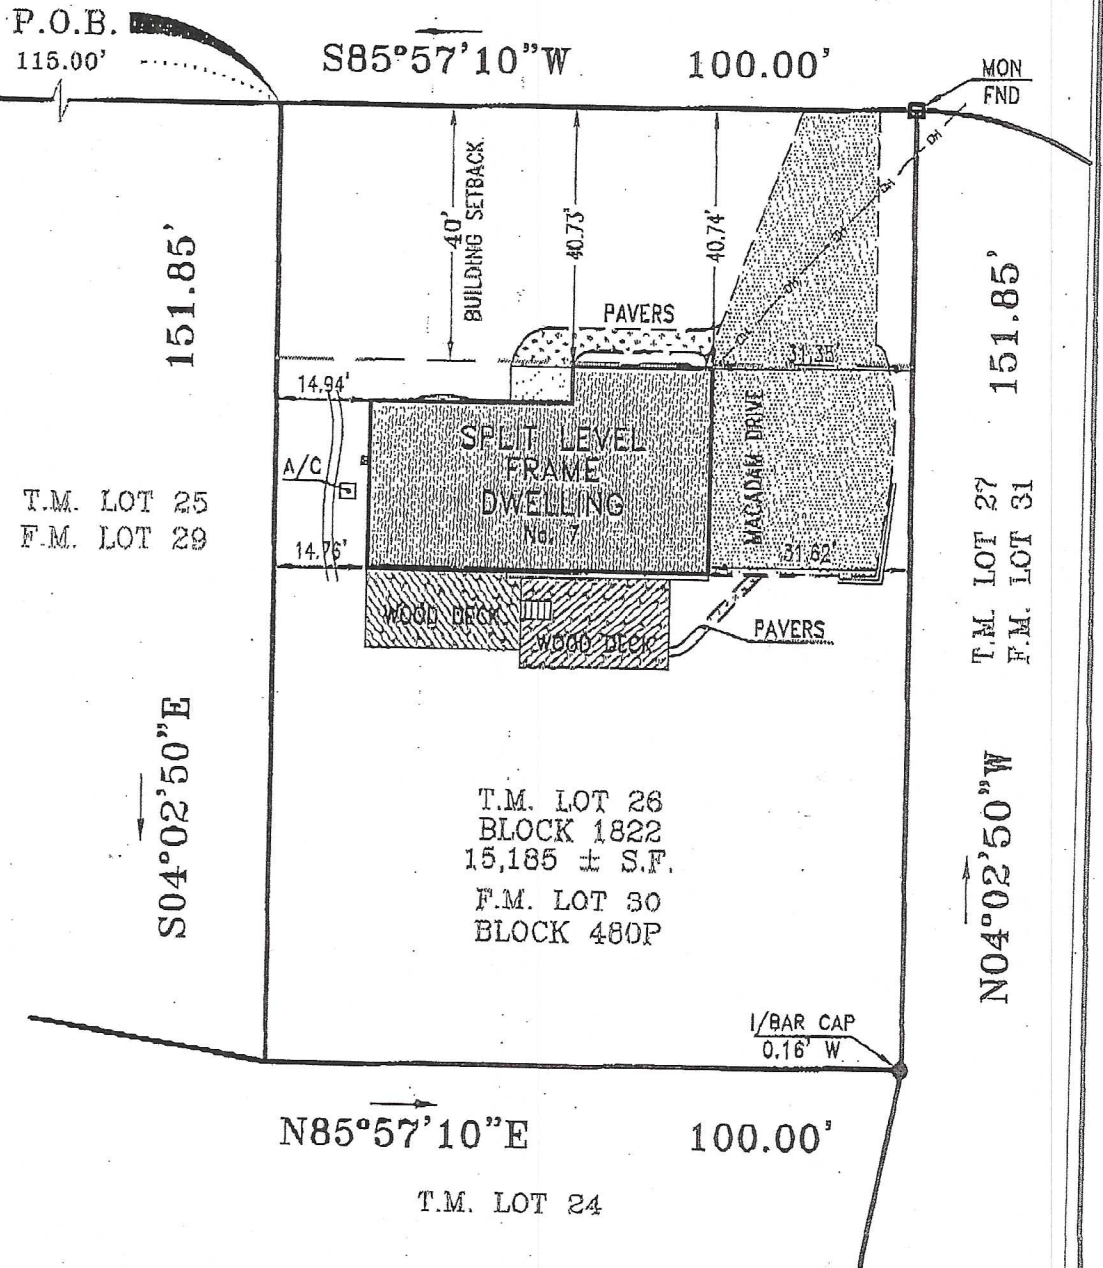 P.O.B.
115.00'
S85°57'10"W
100.00'
MON
FND
BUILDING SETBACK
40'
40.73'
40.74'
151.85'
151.85'
PAVERS
31.35'
14.94'
MACADAM DRIVE
SPLIT LEVEL
FRAME
DWELLING
No. 7
A/C
T.M. LOT 25
F.M. LOT 29
14.76'
31.62'
T.M. LOT 27
F.M. LOT 31
WOOD DECK
WOOD DECK
PAVERS
S04°02'50"E
T.M. LOT 26
BLOCK 1822
15,185 ± S.F.
F.M. LOT 30
BLOCK 480P
N04°02'50"W
I/BAR CAP
0.16' W
N85°57'10"E
100.00'
T.M. LOT 24